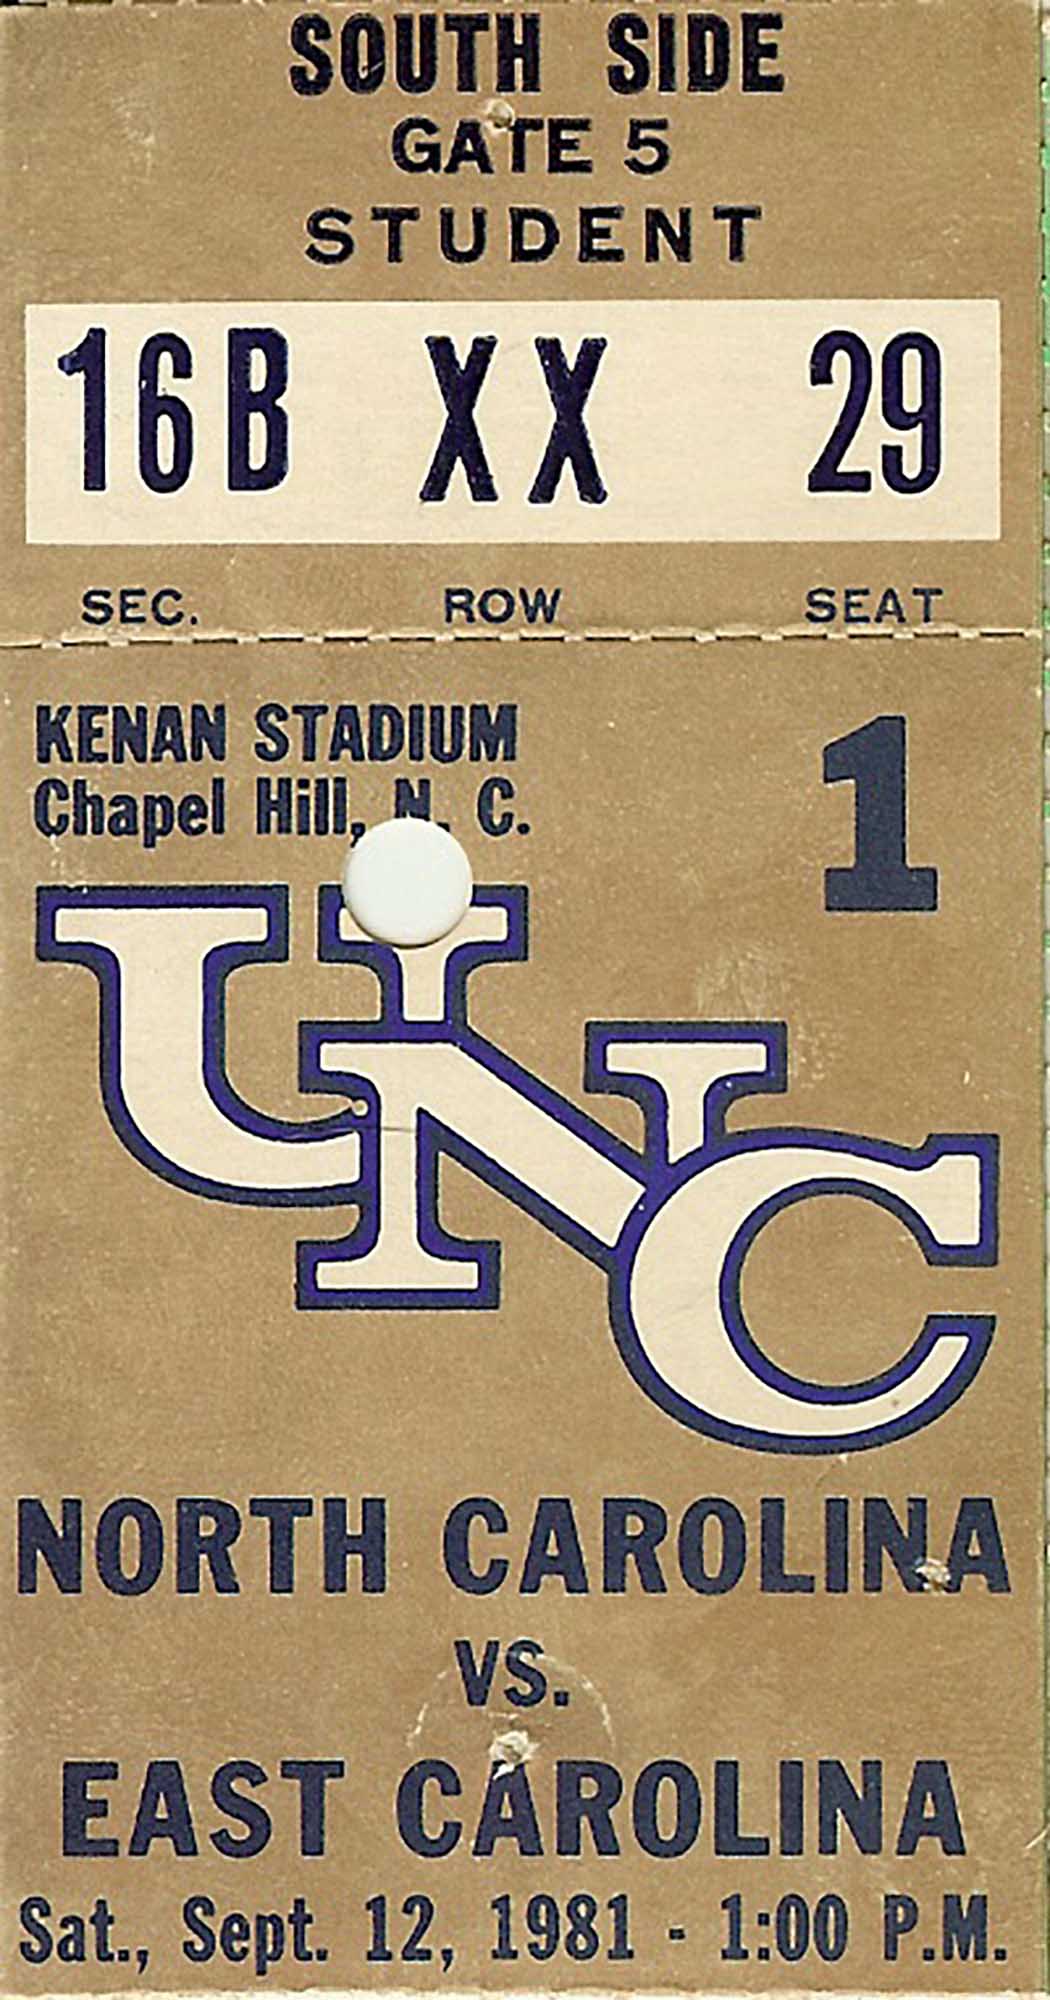 SOUTH SIDE
GATE 5
STUDENT
16B XX 29
SEC. ROW SEAT
KENAN STADIUM
Chapel Hill, N. C.
1
UNC
NORTH CAROLINA
VS.
EAST CAROLINA
Sat., Sept. 12, 1981 - 1:00 P.M.